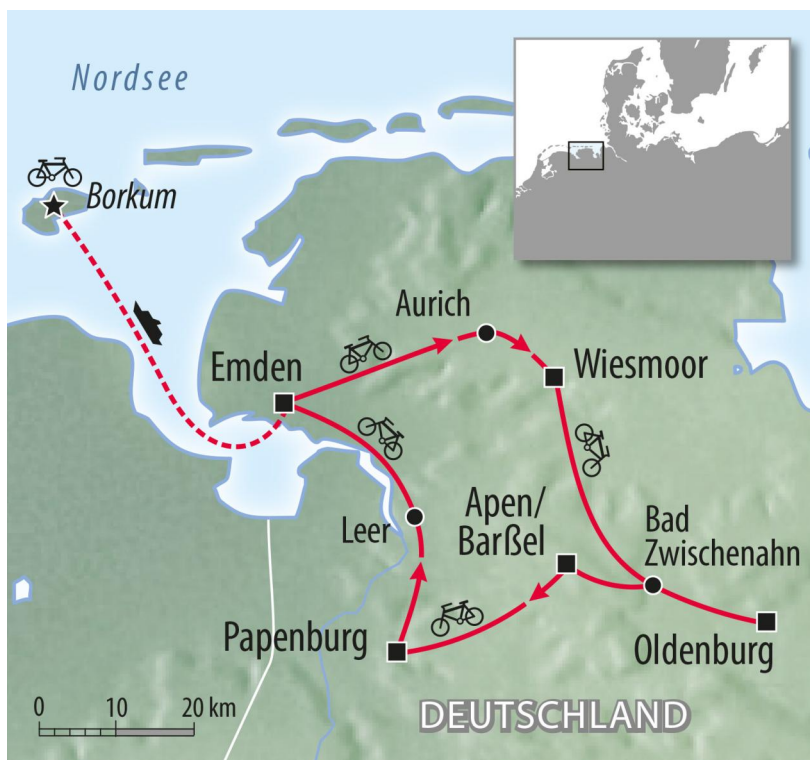 Nordsee
Borkum
Aurich
Emden
Wiesmoor
Leer
Apen/
Barßel
Bad
Zwischenahn
Papenburg
Oldenburg
0 10 20 km
DEUTSCHLAND